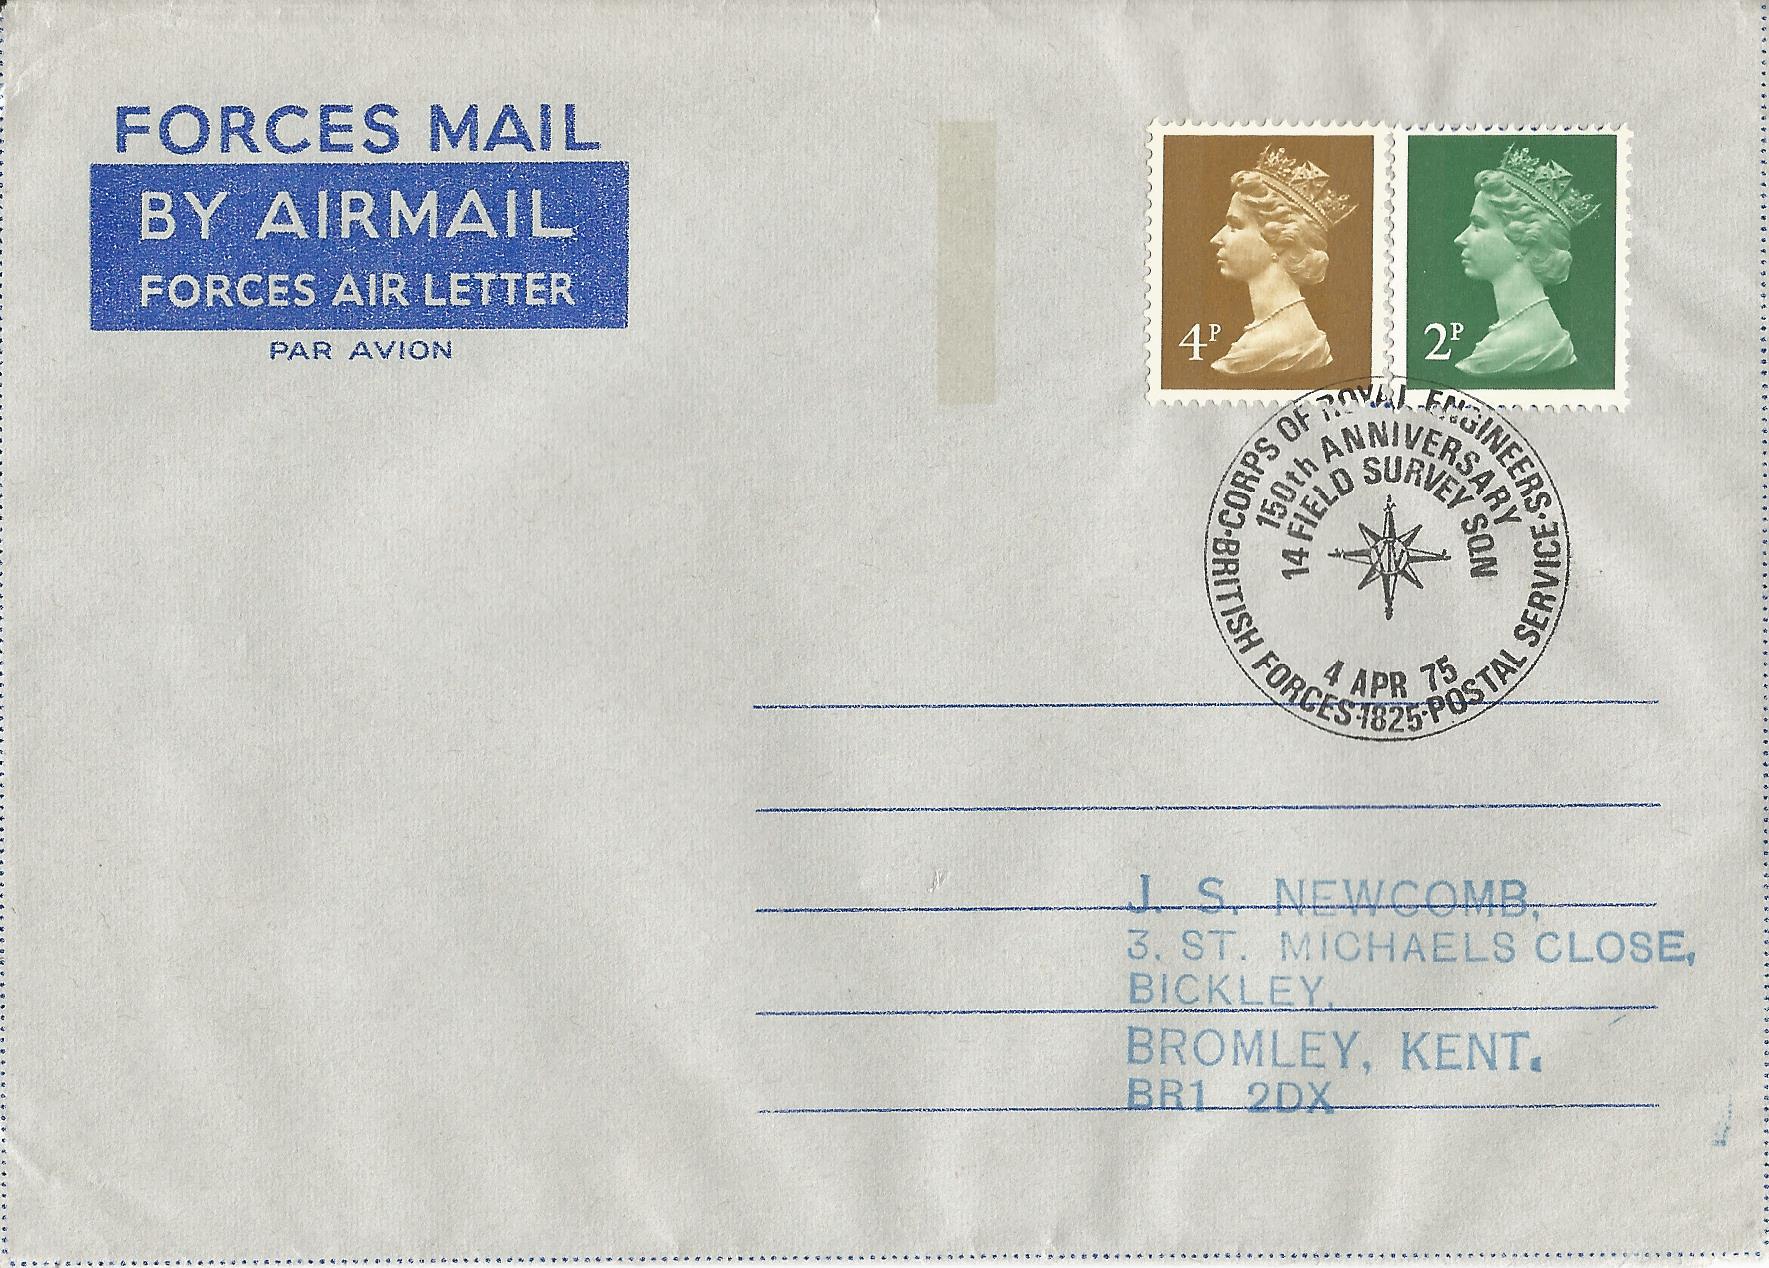 FORCES MAIL
BY AIRMAIL
FORCES AIR LETTER
PAR AVION
4P
2P
·CORPS OF ROYAL ENGINEERS·
150th ANNIVERSARY
14 FIELD SURVEY SQN
XIV
4 APR 75
BRITISH FORCES·1825·POSTAL SERVICE
J. S. NEWCOMB,
3, ST. MICHAELS CLOSE,
BICKLEY,
BROMLEY, KENT.
BR1 2DX